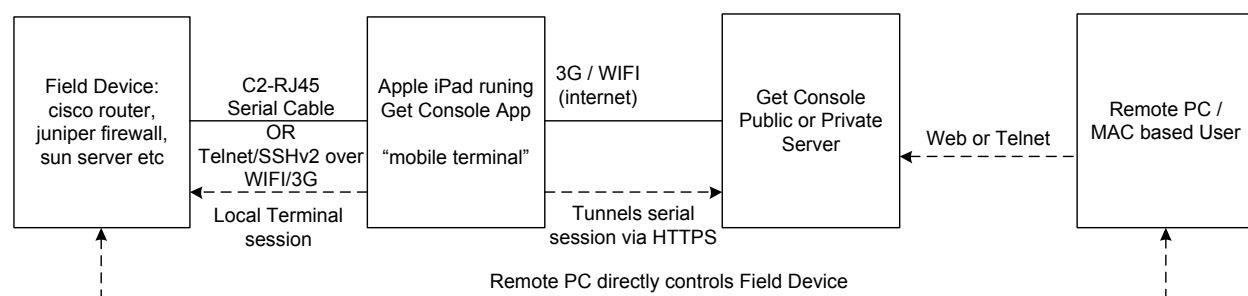 Field Device:
cisco router,
juniper firewall,
sun server etc
C2-RJ45
Serial Cable
OR
Telnet/SSHv2 over
WIFI/3G
Local Terminal
session
Apple iPad runing
Get Console App
“mobile terminal”
3G / WIFI
(internet)
Tunnels serial
session via HTTPS
Get Console
Public or Private
Server
Web or Telnet
Remote PC /
MAC based User
Remote PC directly controls Field Device